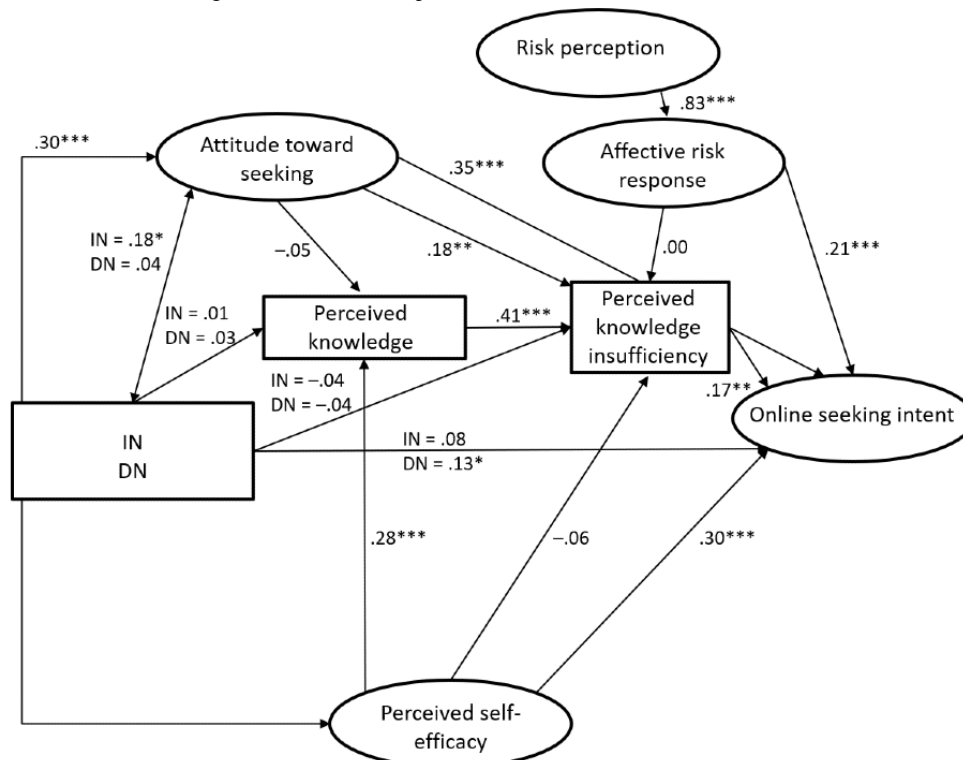 Risk perception
.83***
.30***
Attitude toward
seeking
.35***
Affective risk
response
IN = .18*
DN = .04
–.05
.18**
.00
.21***
IN = .01
DN = .03
Perceived
knowledge
.41***
Perceived
knowledge
insufficiency
IN = –.04
DN = –.04
.17**
Online seeking intent
IN
DN
IN = .08
DN = .13*
.28***
–.06
.30***
Perceived self-
efficacy